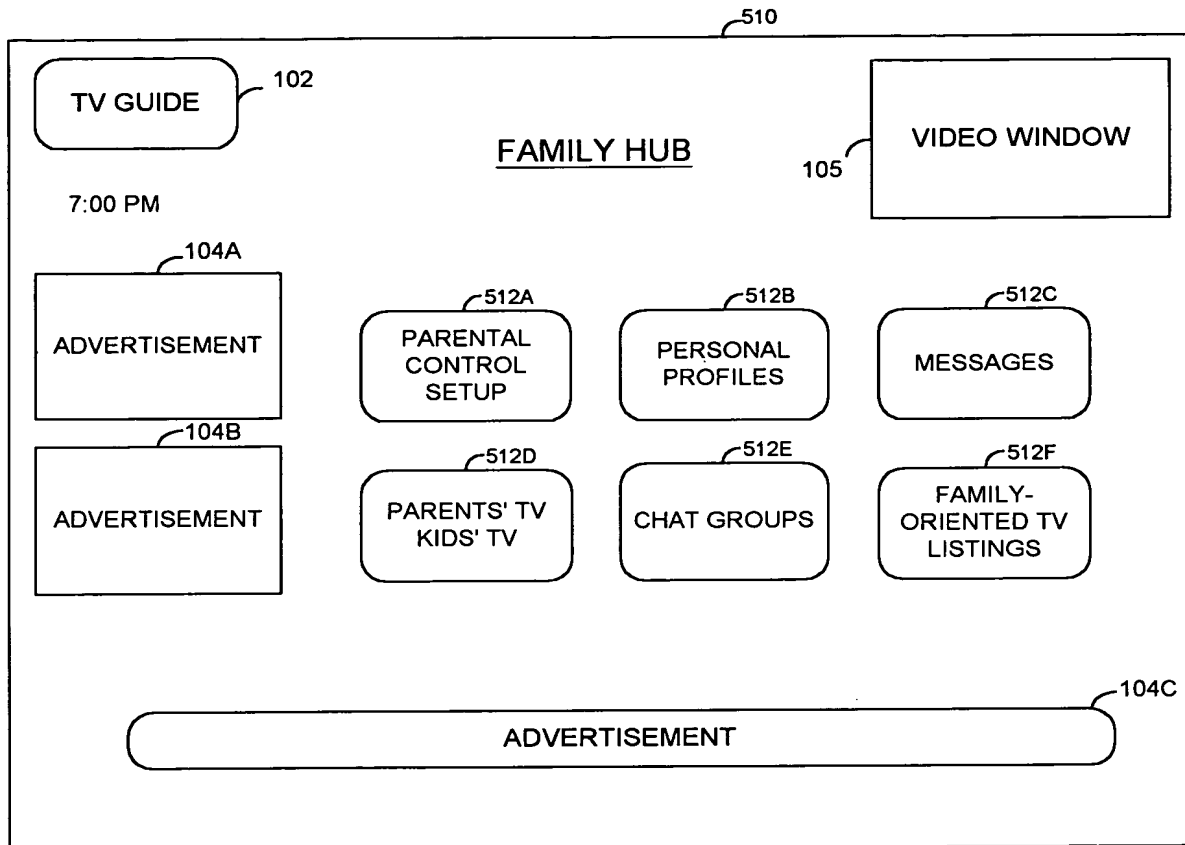 510
TV GUIDE
102
FAMILY HUB
VIDEO WINDOW
105
7:00 PM
104A
ADVERTISEMENT
512A
PARENTAL
CONTROL
SETUP
512B
PERSONAL
PROFILES
512C
MESSAGES
104B
ADVERTISEMENT
512D
PARENTS' TV
KIDS' TV
512E
CHAT GROUPS
512F
FAMILY-
ORIENTED TV
LISTINGS
104C
ADVERTISEMENT